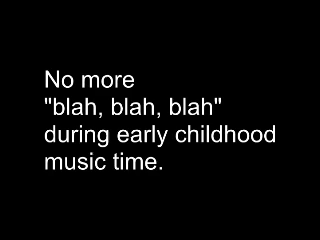 No more
"blah, blah, blah"
during early childhood
music time.